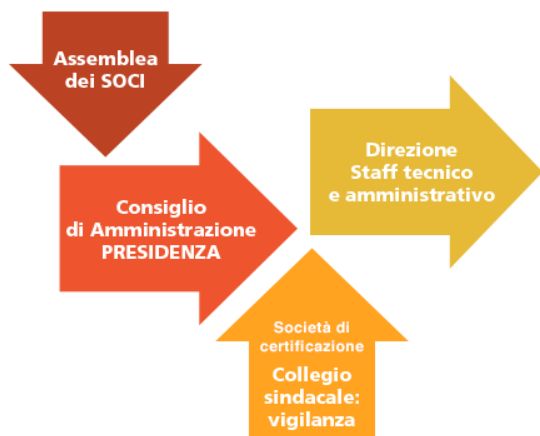 Assemblea
dei SOCI
Consiglio
di Amministrazione
PRESIDENZA
Direzione
Staff tecnico
e amministrativo
Società di
certificazione
Collegio
sindacale:
vigilanza